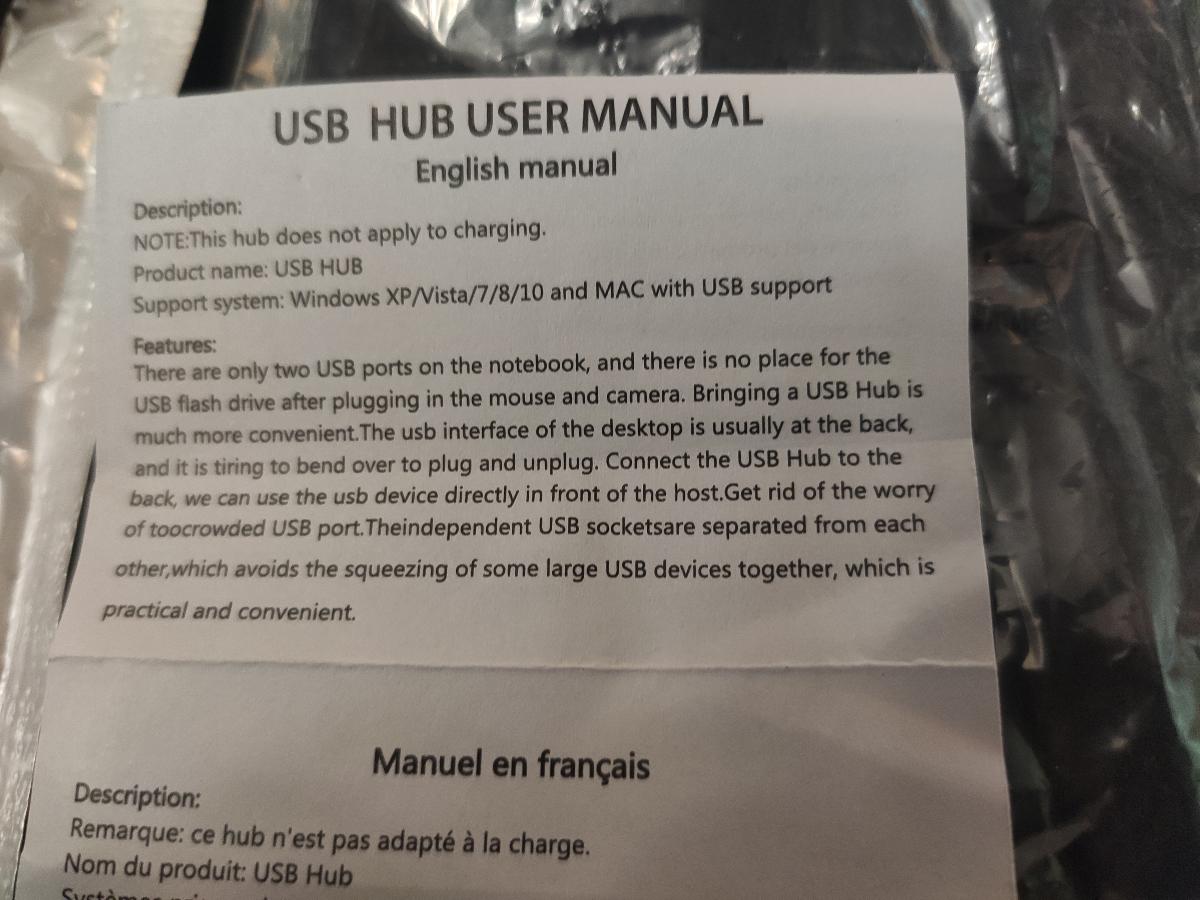 USB HUB USER MANUAL
English manual
Description:
NOTE:This hub does not apply to charging.
Product name: USB HUB
Support system: Windows XP/Vista/7/8/10 and MAC with USB support
Features:
There are only two USB ports on the notebook, and there is no place for the
USB flash drive after plugging in the mouse and camera. Bringing a USB Hub is
much more convenient.The usb interface of the desktop is usually at the back,
and it is tiring to bend over to plug and unplug. Connect the USB Hub to the
back, we can use the usb device directly in front of the host.Get rid of the worry
of toocrowded USB port.Theindependent USB socketsare separated from each
other,which avoids the squeezing of some large USB devices together, which is
practical and convenient.
Manuel en français
Description:
Remarque: ce hub n'est pas adapté à la charge.
Nom du produit: USB Hub